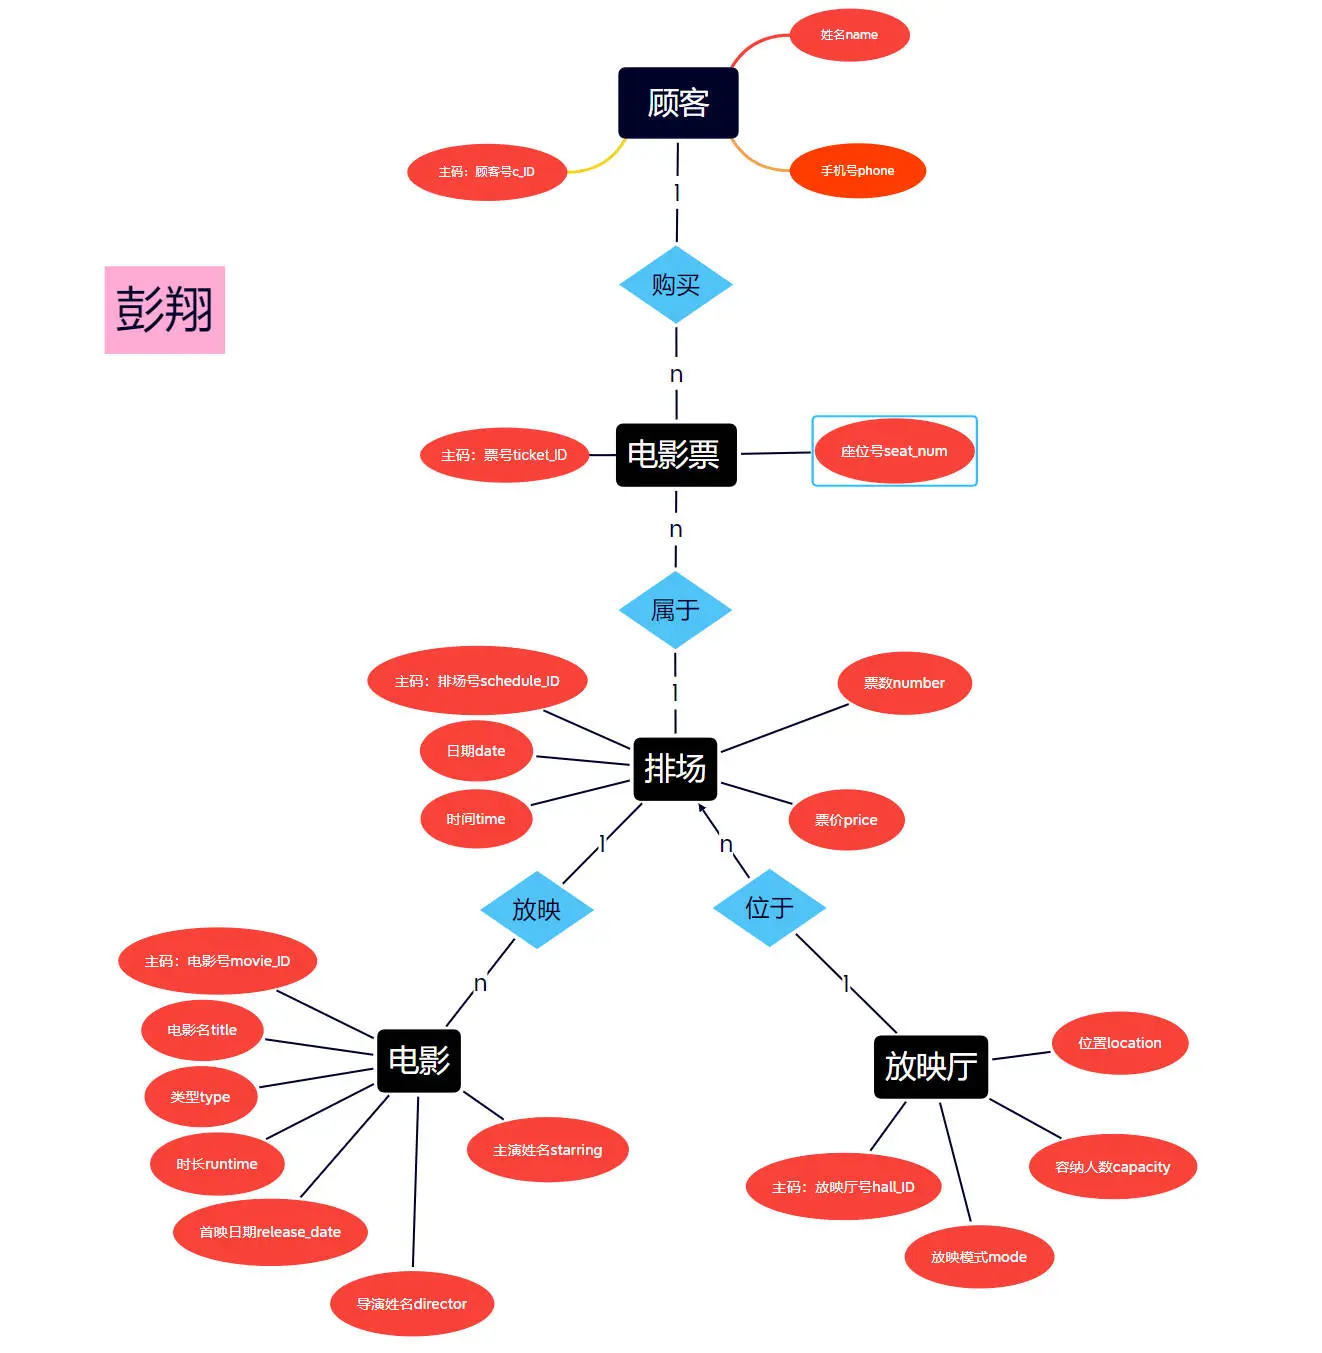 姓名name
顾客
主码：顾客号c_ID
手机号phone
1
购买
彭翔
n
主码：票号ticket_ID
电影票
座位号seat_num
n
属于
主码：排场号schedule_ID
票数number
1
日期date
排场
时间time
票价price
1
n
放映
位于
主码：电影号movie_ID
n
1
电影名title
电影
放映厅
位置location
类型type
时长runtime
主演姓名starring
容纳人数capacity
主码：放映厅号hall_ID
首映日期release_date
放映模式mode
导演姓名director